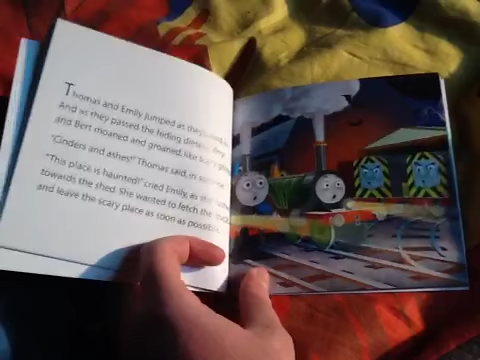 Thomas and Emily jumped as they
And as they passed the hiding
and Bert moaned and groaned like
"Cinders and ashes!" Thomas said, in
"This place is haunted!" cried Emily, as
towards the shed. She wanted to fetch the
and leave the scary place as soon as possible.